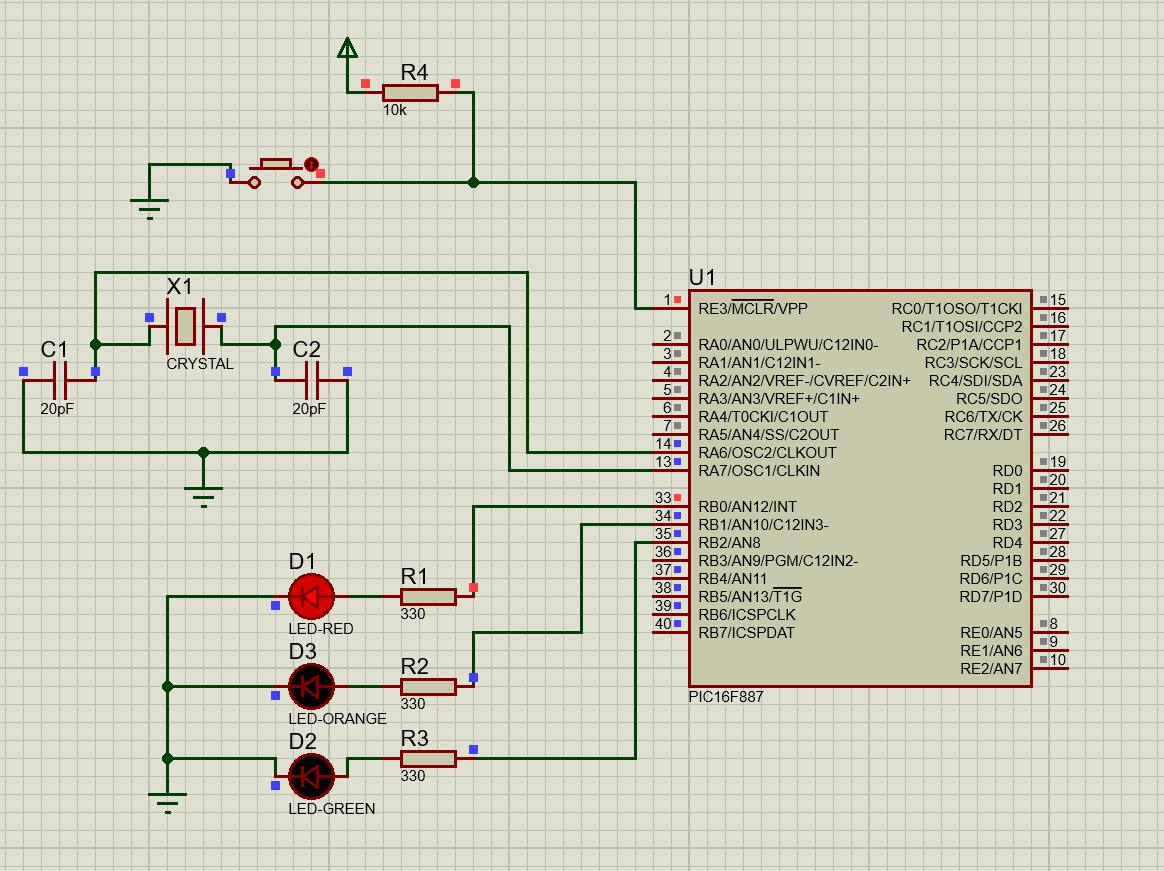 R4
10k
X1
CRYSTAL
C1
20pF
C2
20pF
U1
1 RE3/MCLR/VPP
2 RA0/AN0/ULPWU/C12IN0-
3 RA1/AN1/C12IN1-
4 RA2/AN2/VREF-/CVREF/C2IN+
5 RA3/AN3/VREF+/C1IN+
6 RA4/T0CKI/C1OUT
7 RA5/AN4/SS/C2OUT
14 RA6/OSC2/CLKOUT
13 RA7/OSC1/CLKIN
33 RB0/AN12/INT
34 RB1/AN10/C12IN3-
35 RB2/AN8
36 RB3/AN9/PGM/C12IN2-
37 RB4/AN11
38 RB5/AN13/T1G
39 RB6/ICSPCLK
40 RB7/ICSPDAT
RC0/T1OSO/T1CKI 15
RC1/T1OSI/CCP2 16
RC2/P1A/CCP1 17
RC3/SCK/SCL 18
RC4/SDI/SDA 23
RC5/SDO 24
RC6/TX/CK 25
RC7/RX/DT 26
RD0 19
RD1 20
RD2 21
RD3 22
RD4 27
RD5/P1B 28
RD6/P1C 29
RD7/P1D 30
RE0/AN5 8
RE1/AN6 9
RE2/AN7 10
PIC16F887
D1
LED-RED
R1
330
D3
LED-ORANGE
R2
330
D2
LED-GREEN
R3
330